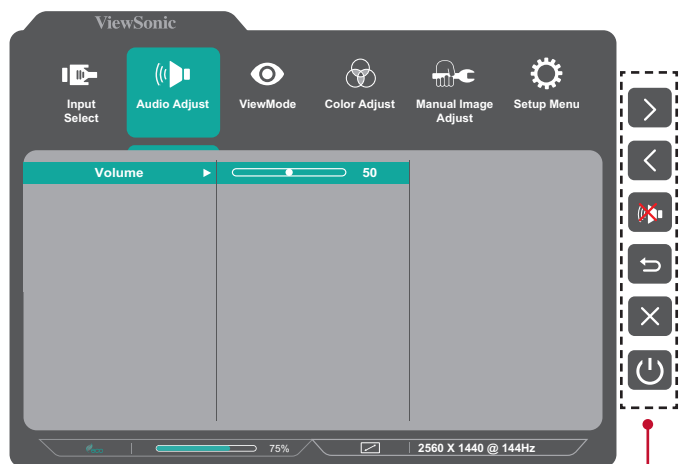 ViewSonic
Input Select
Audio Adjust
ViewMode
Color Adjust
Manual Image Adjust
Setup Menu
Volume
50
eco
75%
2560 X 1440 @ 144Hz